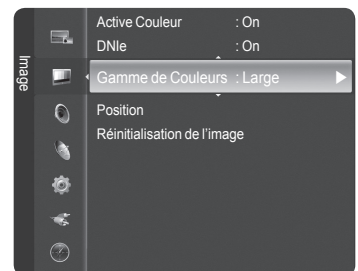 Image
Active Couleur : On
DNIe : On
Gamme de Couleurs : Large
Position
Réinitialisation de l'image